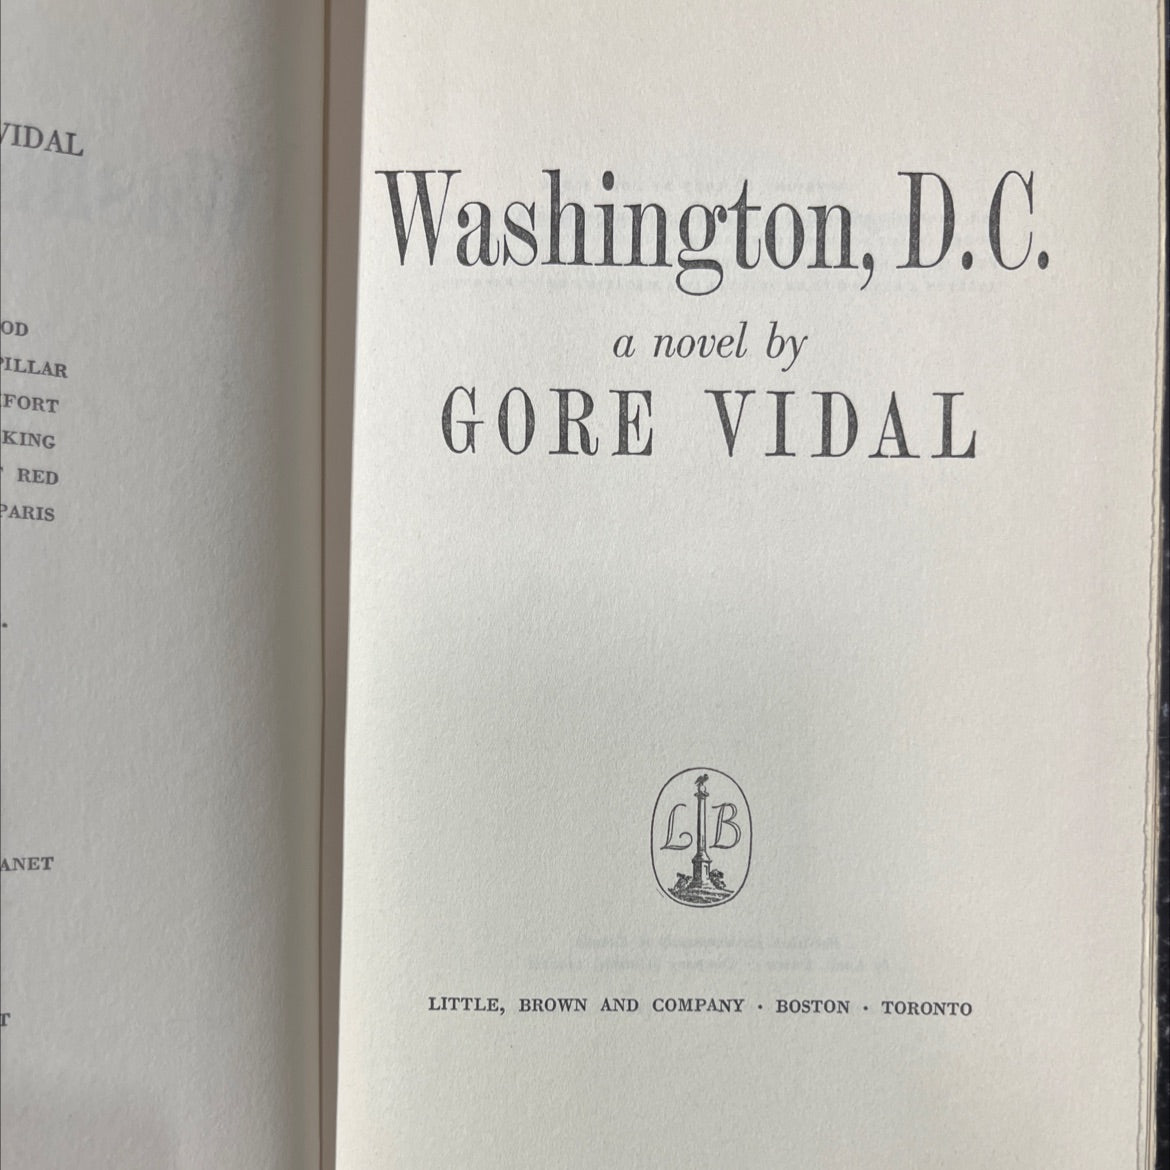 VIDAL
OD
PILLAR
FORT
KING
RED
PARIS
.
ANET
T
Washington, D.C.
a novel by
GORE VIDAL
L B
LITTLE, BROWN AND COMPANY · BOSTON · TORONTO